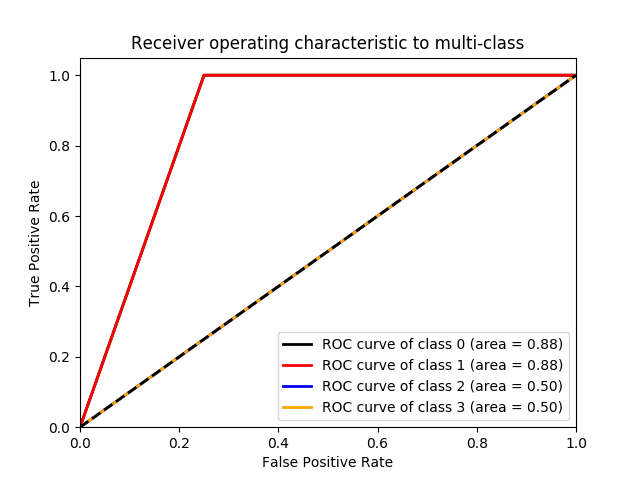 Receiver operating characteristic to multi-class
1.0
0.8
0.6
0.4
0.2
0.0
True Positive Rate
ROC curve of class 0 (area = 0.88)
ROC curve of class 1 (area = 0.88)
ROC curve of class 2 (area = 0.50)
ROC curve of class 3 (area = 0.50)
0.0 0.2 0.4 0.6 0.8 1.0
False Positive Rate